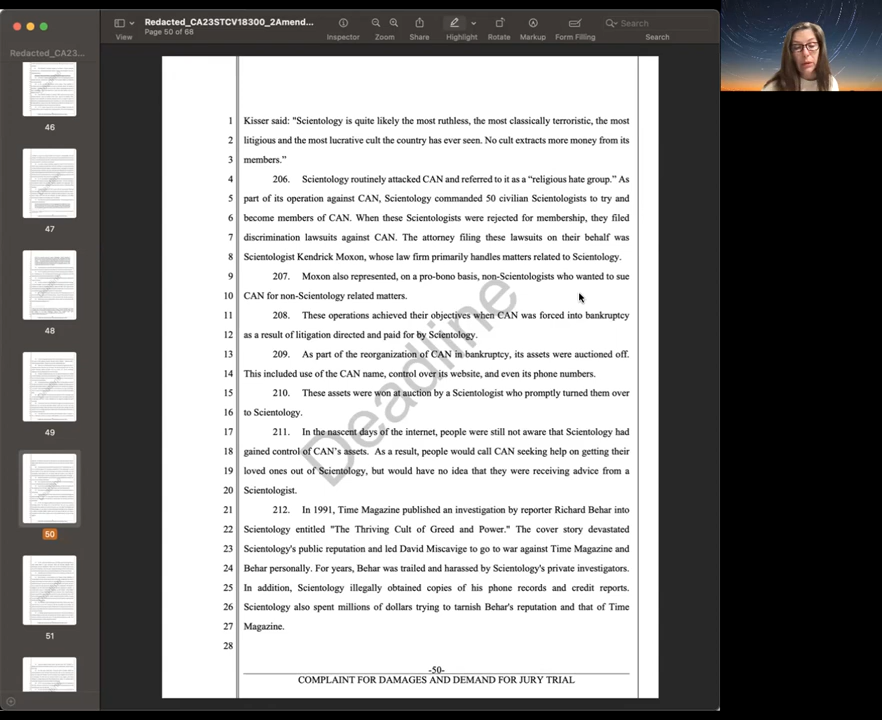 Redacted_CA23STCV18300_2Amend...
Page 50 of 68
View
Inspector
Zoom
Share
Highlight
Rotate
Markup
Form Filling
Search
Search
Redacted_CA23...
46
47
48
49
50
51
1 Kisser said: "Scientology is quite likely the most ruthless, the most classically terroristic, the most
2 litigious and the most lucrative cult the country has ever seen. No cult extracts more money from its
3 members.”
4 206. Scientology routinely attacked CAN and referred to it as a “religious hate group.” As
5 part of its operation against CAN, Scientology commanded 50 civilian Scientologists to try and
6 become members of CAN. When these Scientologists were rejected for membership, they filed
7 discrimination lawsuits against CAN. The attorney filing these lawsuits on their behalf was
8 Scientologist Kendrick Moxon, whose law firm primarily handles matters related to Scientology.
9 207. Moxon also represented, on a pro-bono basis, non-Scientologists who wanted to sue
10 CAN for non-Scientology related matters.
11 208. These operations achieved their objectives when CAN was forced into bankruptcy
12 as a result of litigation directed and paid for by Scientology.
13 209. As part of the reorganization of CAN in bankruptcy, its assets were auctioned off.
14 This included use of the CAN name, control over its website, and even its phone numbers.
15 210. These assets were won at auction by a Scientologist who promptly turned them over
16 to Scientology.
17 211. In the nascent days of the internet, people were still not aware that Scientology had
18 gained control of CAN’s assets. As a result, people would call CAN seeking help on getting their
19 loved ones out of Scientology, but would have no idea that they were receiving advice from a
20 Scientologist.
21 212. In 1991, Time Magazine published an investigation by reporter Richard Behar into
22 Scientology entitled "The Thriving Cult of Greed and Power." The cover story devastated
23 Scientology's public reputation and led David Miscavige to go to war against Time Magazine and
24 Behar personally. For years, Behar was trailed and harassed by Scientology's private investigators.
25 In addition, Scientology illegally obtained copies of his phone records and credit reports.
26 Scientology also spent millions of dollars trying to tarnish Behar's reputation and that of Time
27 Magazine.
28
Deadline
-50-
COMPLAINT FOR DAMAGES AND DEMAND FOR JURY TRIAL